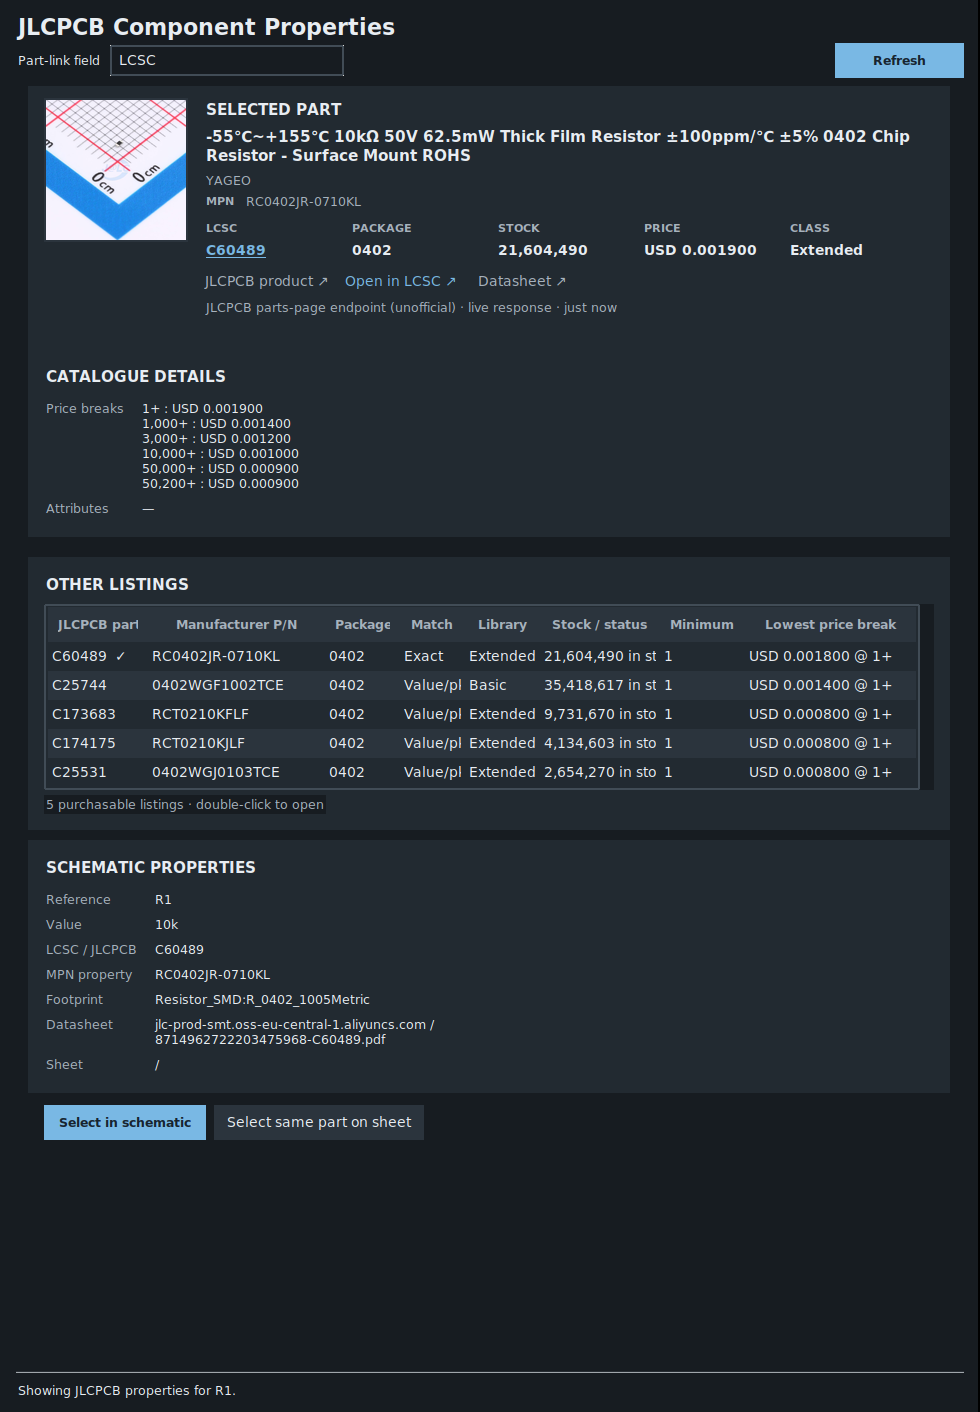 JLCPCB Component Properties
Part-link field LCSC Refresh
0cm 0cm
SELECTED PART
-55℃~+155℃ 10kΩ 50V 62.5mW Thick Film Resistor ±100ppm/℃ ±5% 0402 Chip
Resistor - Surface Mount ROHS
YAGEO
MPN RC0402JR-0710KL
LCSC PACKAGE STOCK PRICE CLASS
C60489 0402 21,604,490 USD 0.001900 Extended
JLCPCB product ↗ Open in LCSC ↗ Datasheet ↗
JLCPCB parts-page endpoint (unofficial) · live response · just now
CATALOGUE DETAILS
Price breaks 1+ : USD 0.001900
1,000+ : USD 0.001400
3,000+ : USD 0.001200
10,000+ : USD 0.001000
50,000+ : USD 0.000900
50,200+ : USD 0.000900
Attributes —
OTHER LISTINGS
JLCPCB part Manufacturer P/N Package Match Library Stock / status Minimum Lowest price break
C60489 ✓ RC0402JR-0710KL 0402 Exact Extended 21,604,490 in st 1 USD 0.001800 @ 1+
C25744 0402WGF1002TCE 0402 Value/pl Basic 35,418,617 in st 1 USD 0.001400 @ 1+
C173683 RCT0210KFLF 0402 Value/pl Extended 9,731,670 in sto 1 USD 0.000800 @ 1+
C174175 RCT0210KJLF 0402 Value/pl Extended 4,134,603 in sto 1 USD 0.000800 @ 1+
C25531 0402WGJ0103TCE 0402 Value/pl Extended 2,654,270 in sto 1 USD 0.000800 @ 1+
5 purchasable listings · double-click to open
SCHEMATIC PROPERTIES
Reference R1
Value 10k
LCSC / JLCPCB C60489
MPN property RC0402JR-0710KL
Footprint Resistor_SMD:R_0402_1005Metric
Datasheet jlc-prod-smt.oss-eu-central-1.aliyuncs.com /
8714962722203475968-C60489.pdf
Sheet /
Select in schematic Select same part on sheet
Showing JLCPCB properties for R1.